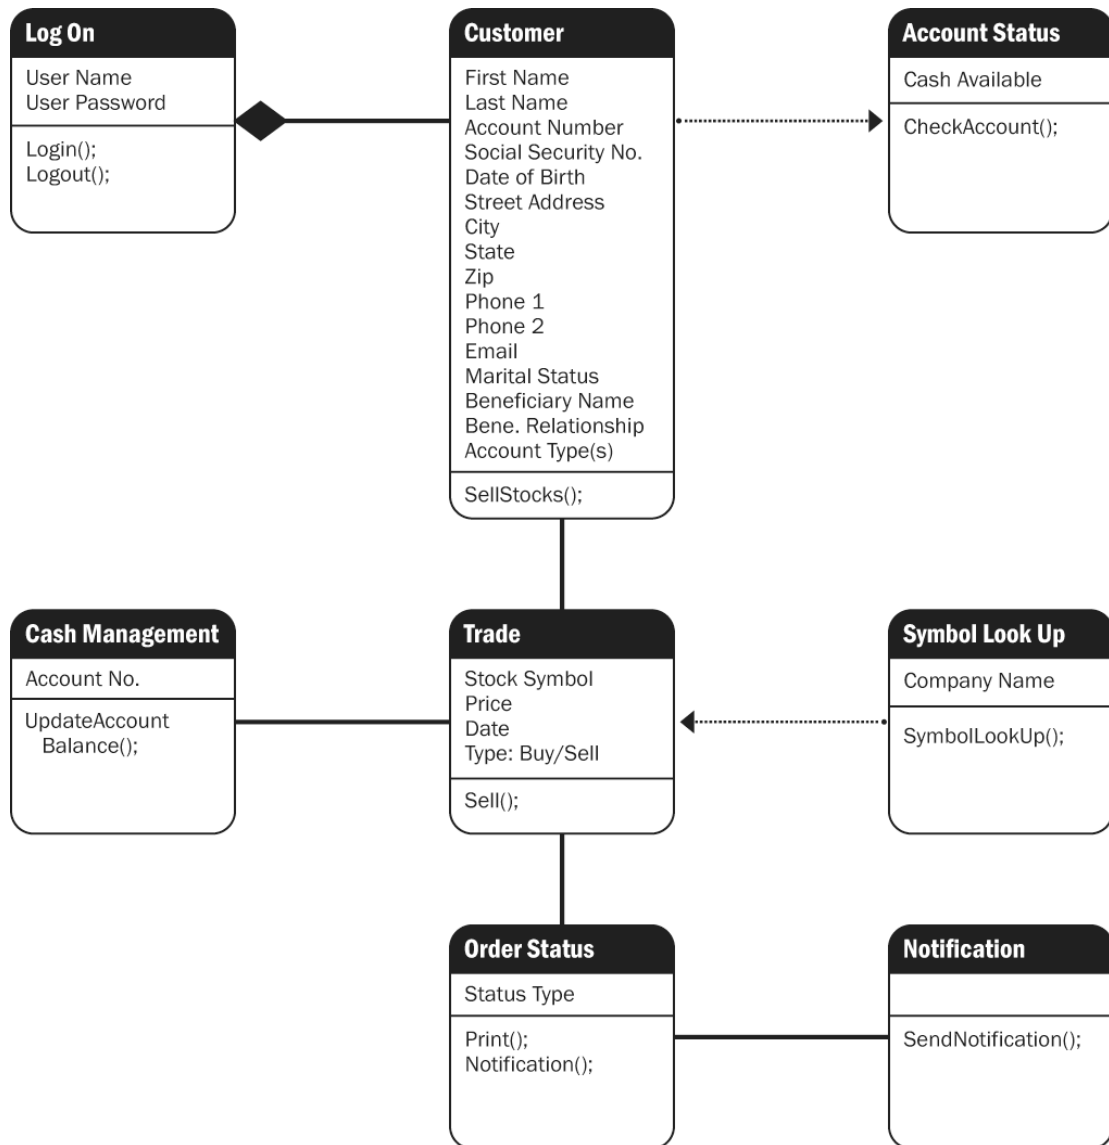 Log On
User Name
User Password
Login();
Logout();
Customer
First Name
Last Name
Account Number
Social Security No.
Date of Birth
Street Address
City
State
Zip
Phone 1
Phone 2
Email
Marital Status
Beneficiary Name
Bene. Relationship
Account Type(s)
SellStocks();
Account Status
Cash Available
CheckAccount();
Cash Management
Account No.
UpdateAccount
Balance();
Trade
Stock Symbol
Price
Date
Type: Buy/Sell
Sell();
Symbol Look Up
Company Name
SymbolLookUp();
Order Status
Status Type
Print();
Notification();
Notification
SendNotification();